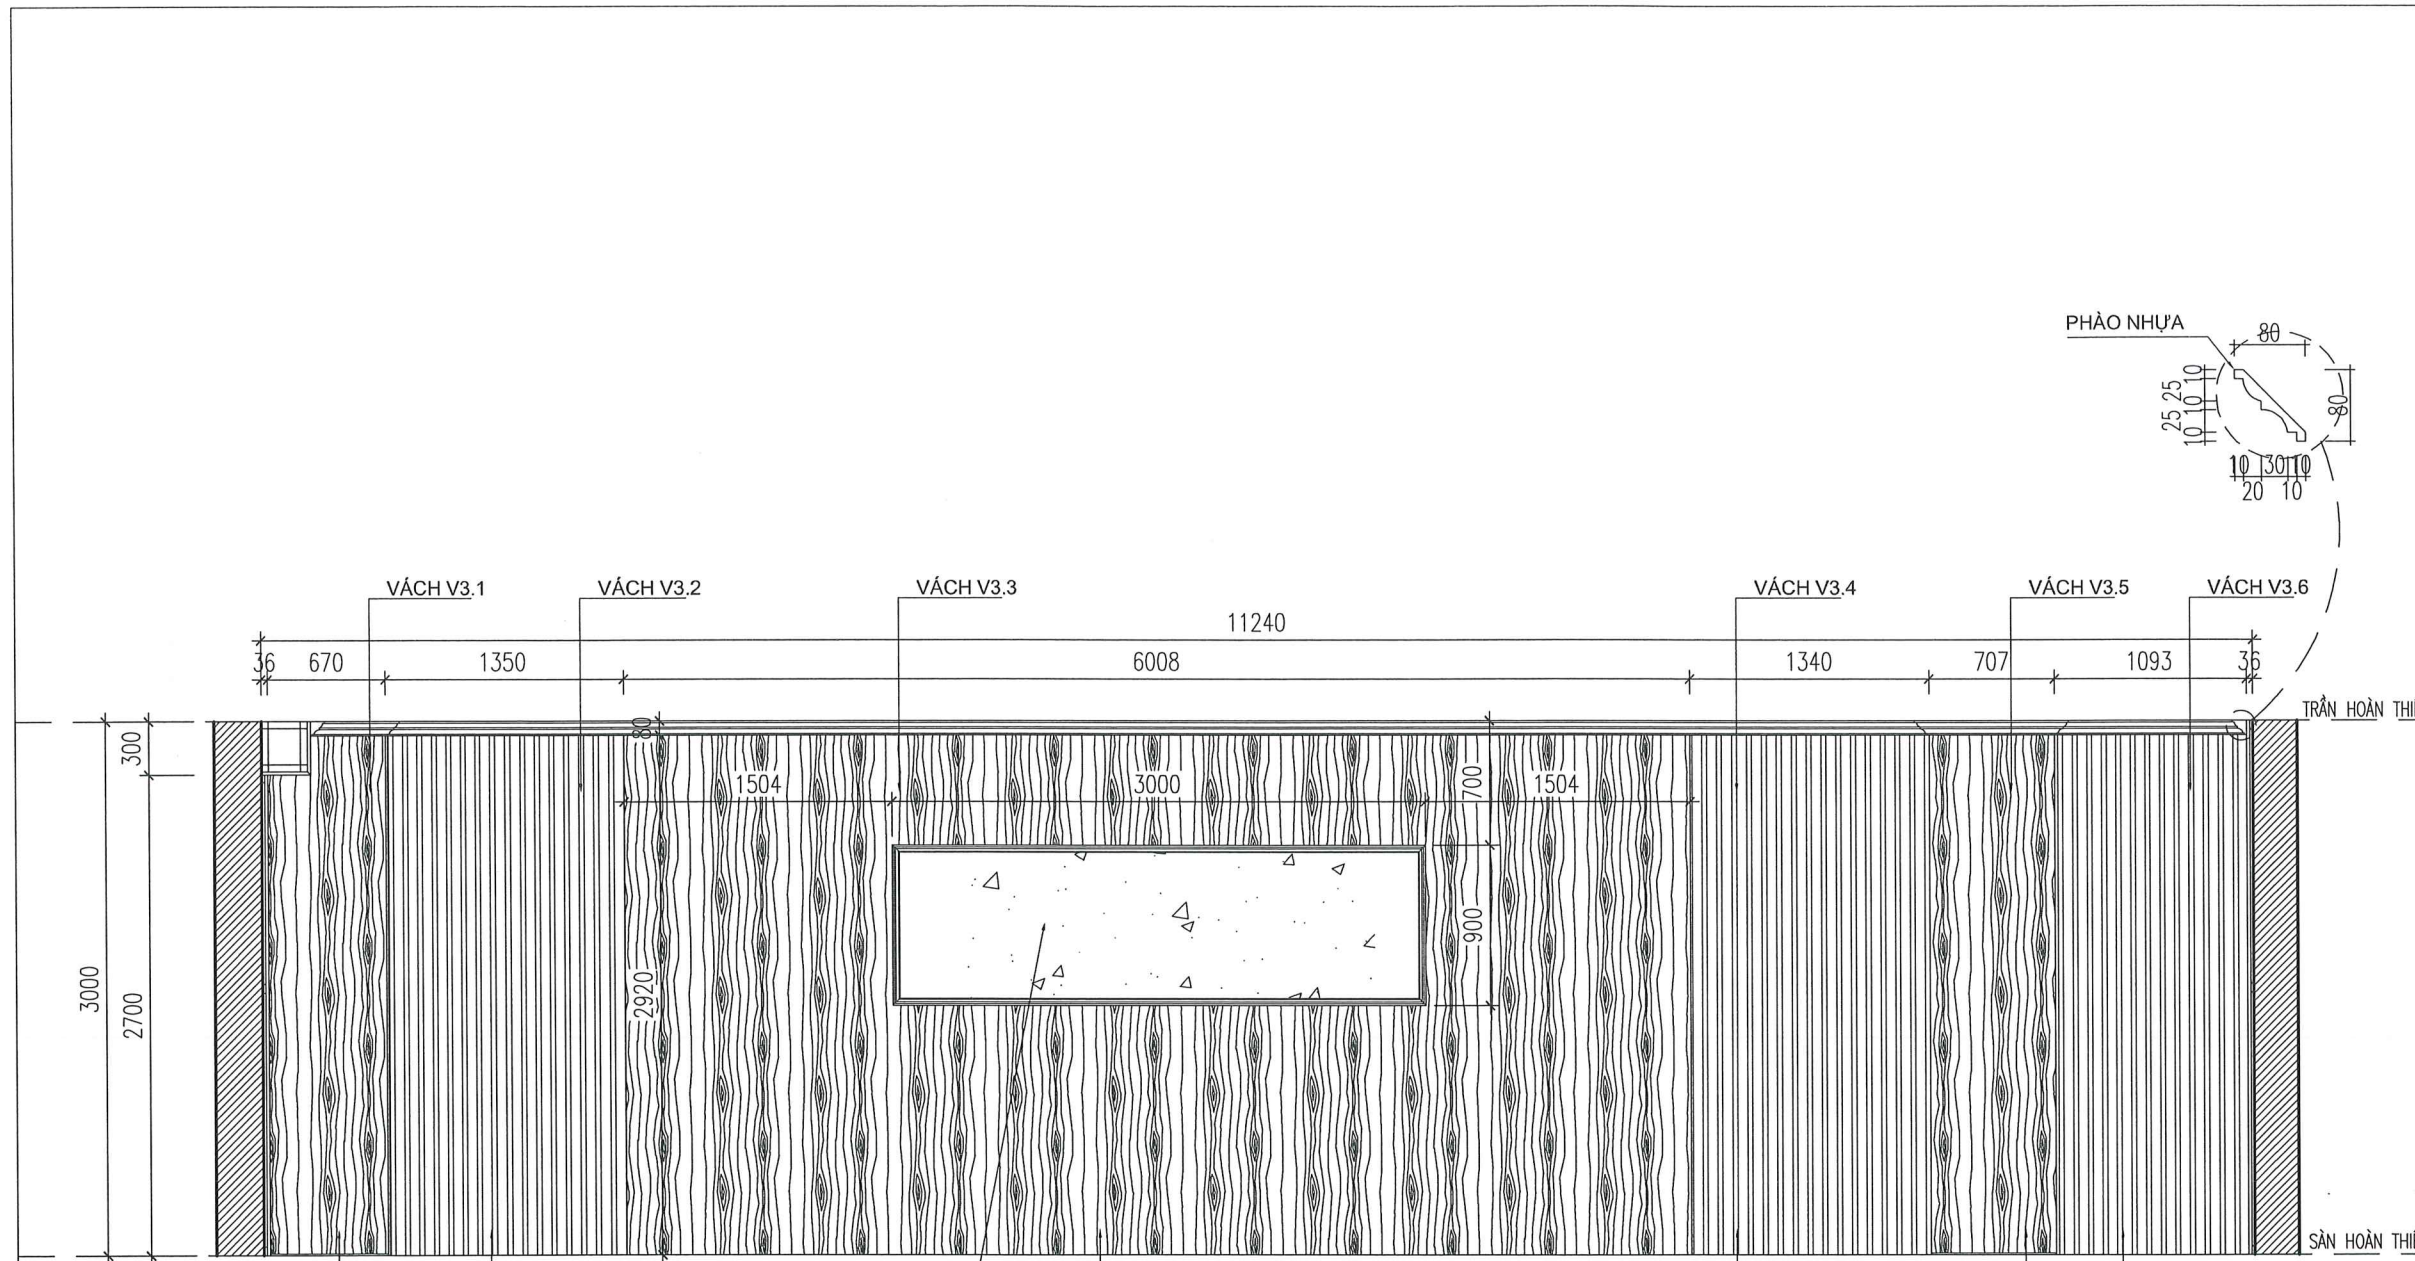 PHÀO NHỰA
80
10
25
10
25
10
80
10 30 10
20 10
VÁCH V3.1 VÁCH V3.2 VÁCH V3.3 VÁCH V3.4 VÁCH V3.5 VÁCH V3.6
11240
36 670 1350 6008 1340 707 1093 36
TRẦN HOÀN THI
300
80
1504 3000 1504
700
900
3000
2700
2920
SÀN HOÀN THI